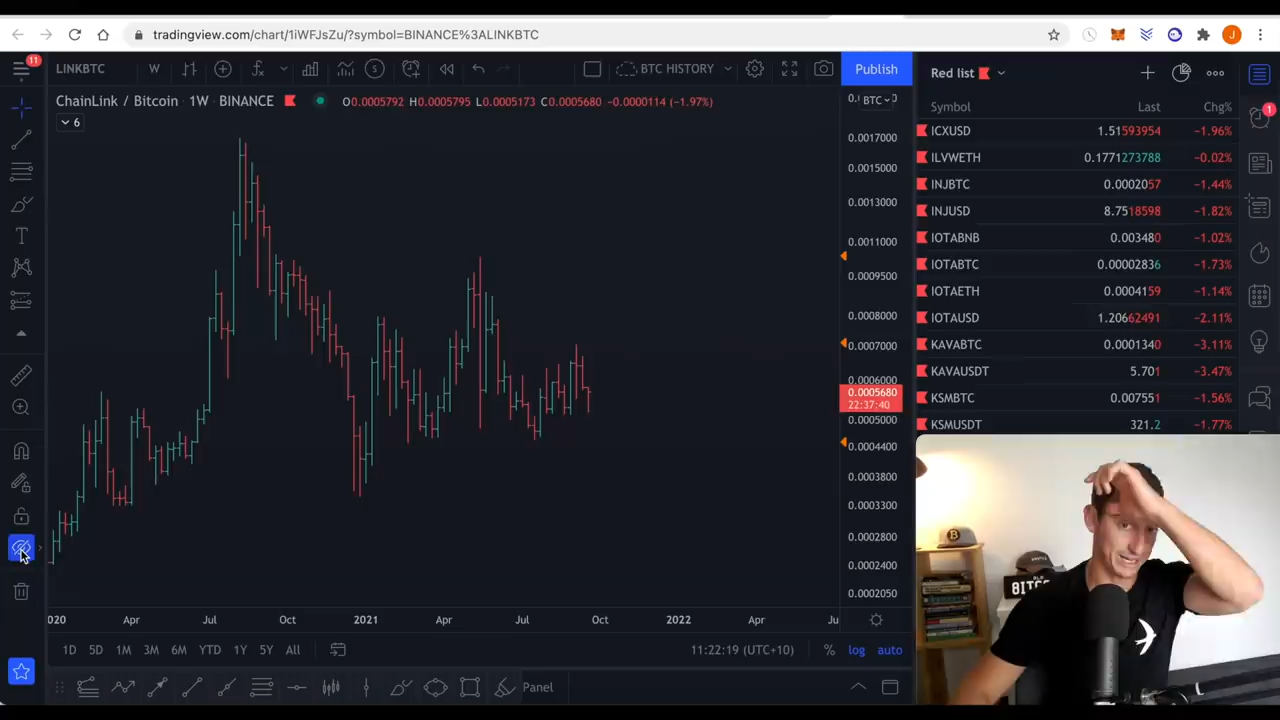 tradingview.com/chart/1iWFJsZu/?symbol=BINANCE%3ALINKBTC
J
11
LINKBTC
W
BTC HISTORY
Publish
Red list
ChainLink / Bitcoin 1W BINANCE
O0.0005792 H0.0005795 L0.0005173 C0.0005680 -0.0000114 (-1.97%)
6
BTC
Symbol Last Chg%
1
ICXUSD 1.51593954 -1.96%
ILVWETH 0.1771273788 -0.02%
INJBTC 0.0002057 -1.44%
INJUSD 8.7518598 -1.82%
IOTABNB 0.003480 -1.02%
IOTABTC 0.00002836 -1.73%
IOTAETH 0.0004159 -1.14%
IOTAUSD 1.20662491 -2.11%
KAVABTC 0.0001340 -3.11%
KAVAUSDT 5.701 -3.47%
KSMBTC 0.007551 -1.56%
KSMUSDT 321.2 -1.77%
0.0017000
0.0015000
0.0013000
0.0011000
0.0009500
0.0008000
0.0007000
0.0006000
0.0005680
22:37:40
0.0005000
0.0004400
0.0003800
0.0003300
0.0002800
0.0002400
0.0002050
020 Apr Jul Oct 2021 Apr Jul Oct 2022 Apr Ju
1D 5D 1M 3M 6M YTD 1Y 5Y All
11:22:19 (UTC+10) % log auto
Panel
B
8IT